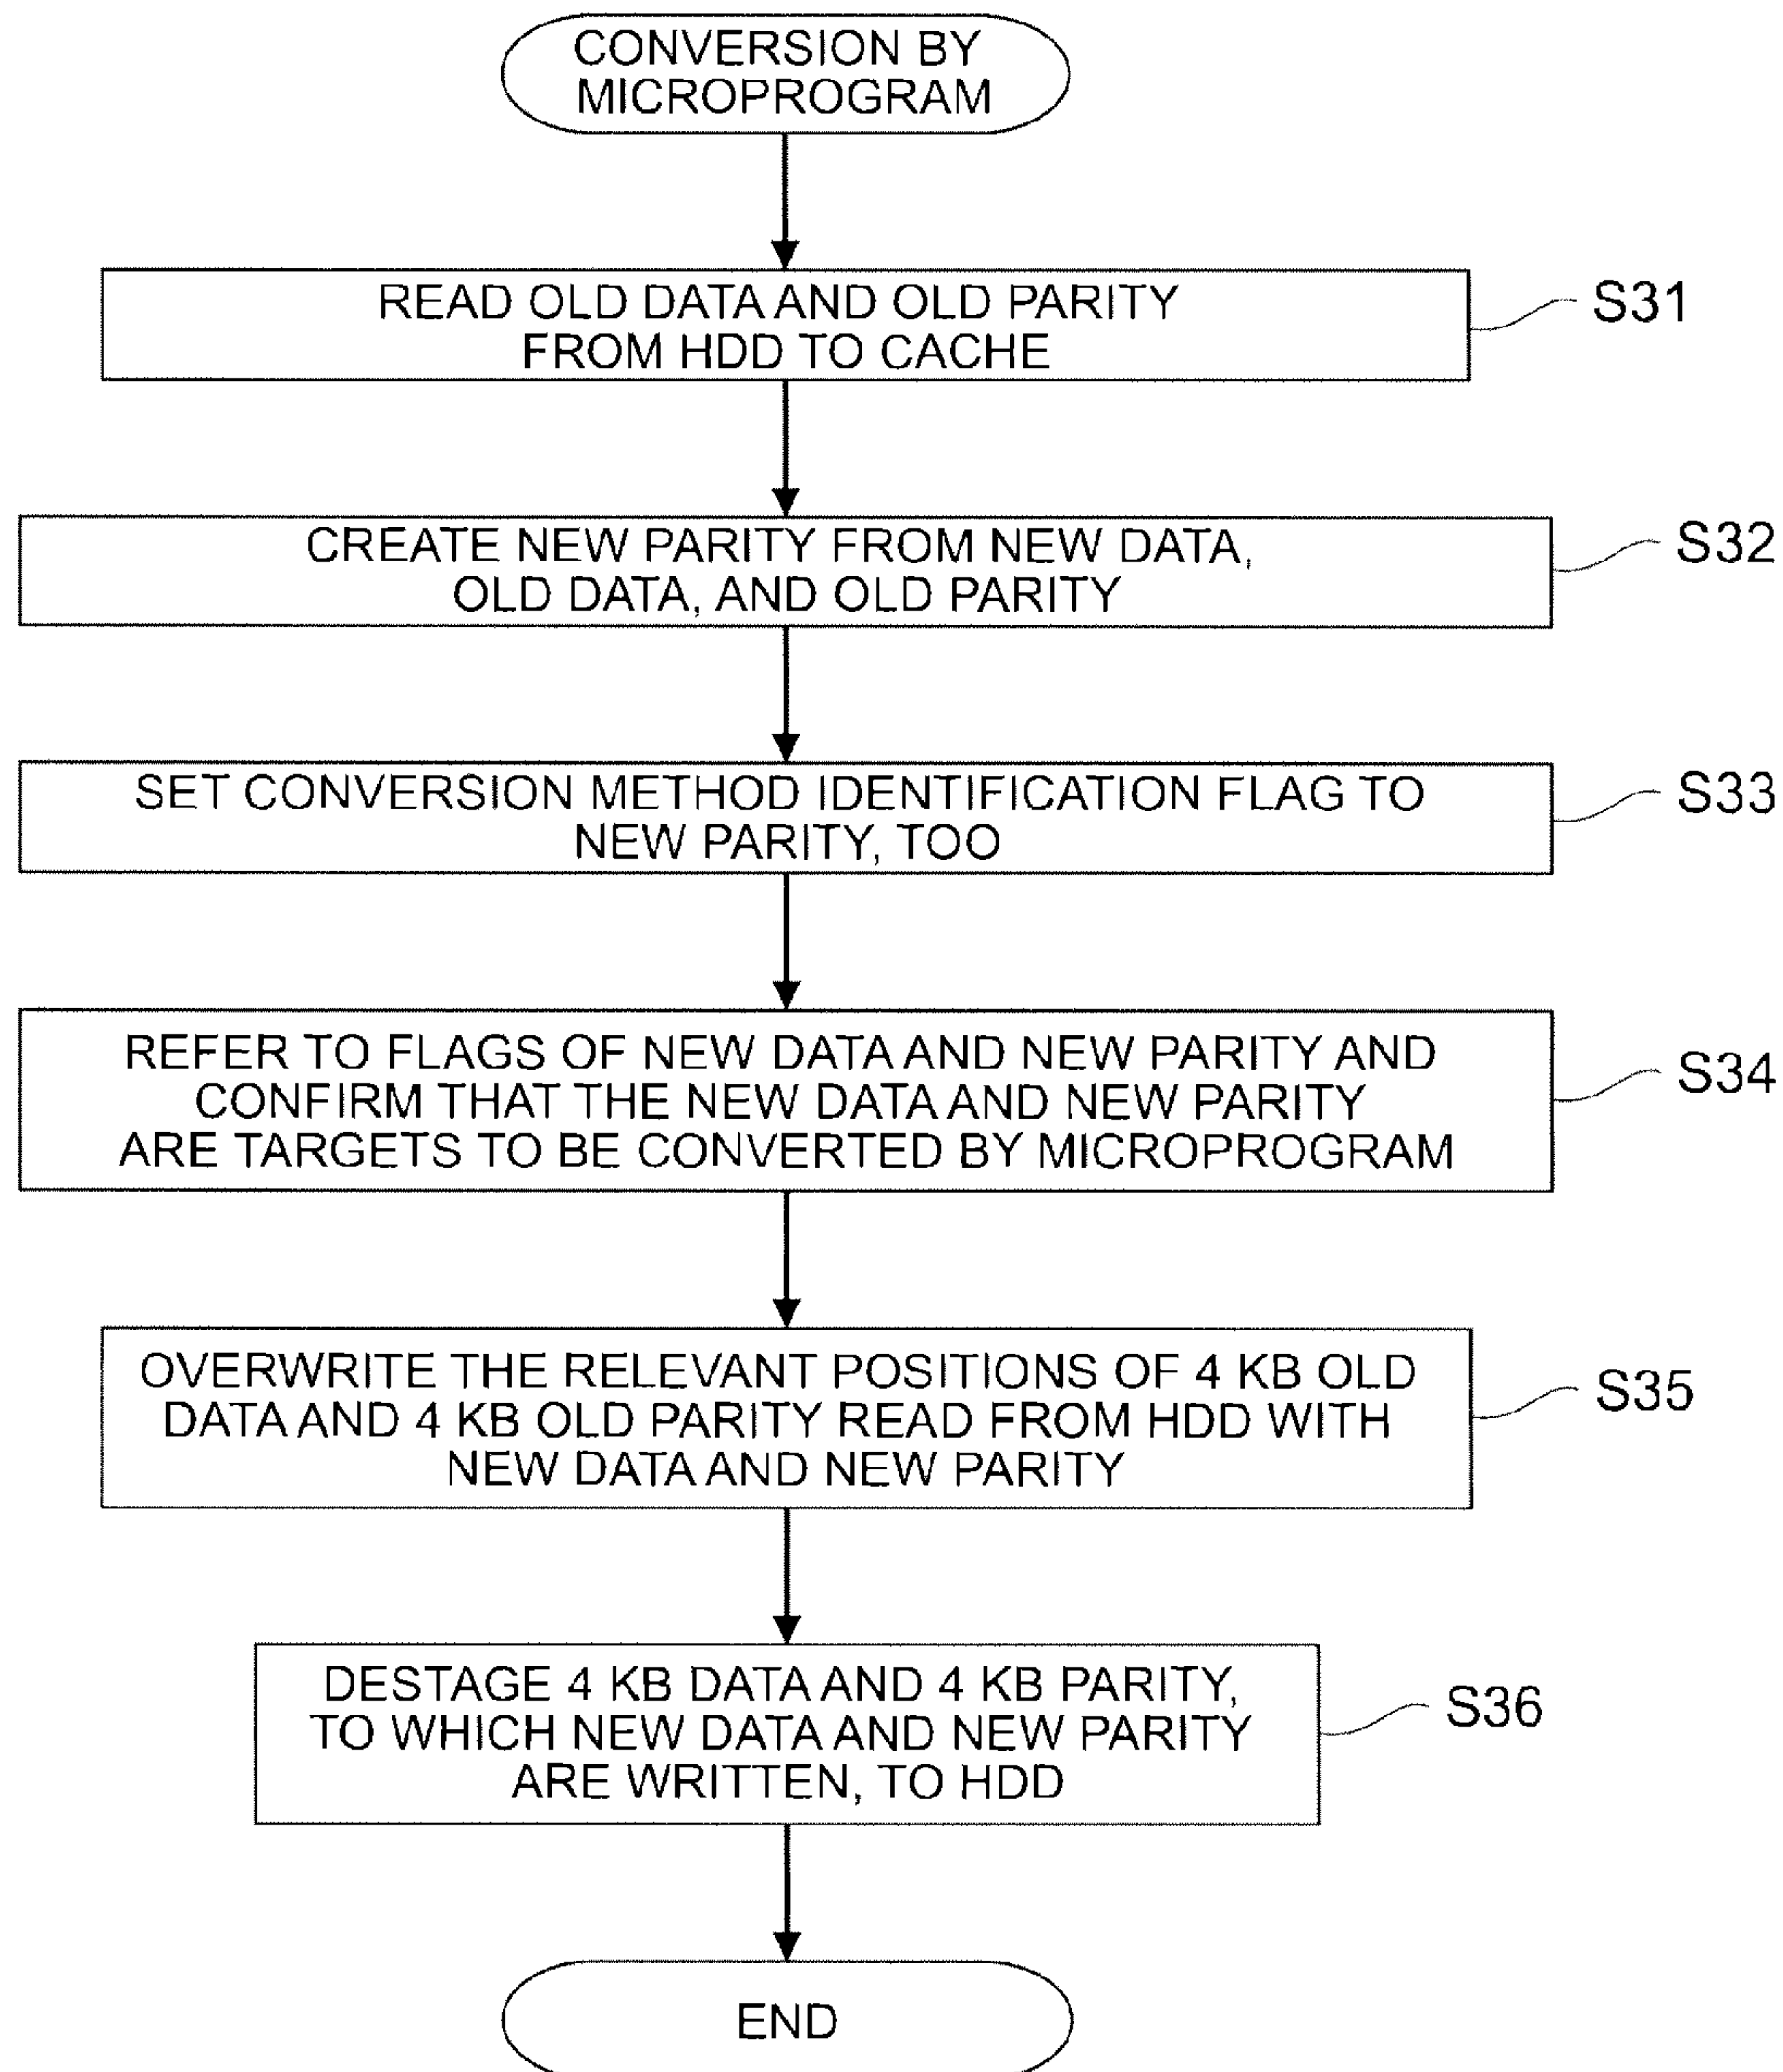 CONVERSION BY
MICROPROGRAM
READ OLD DATA AND OLD PARITY
FROM HDD TO CACHE
S31
CREATE NEW PARITY FROM NEW DATA,
OLD DATA, AND OLD PARITY
S32
SET CONVERSION METHOD IDENTIFICATION FLAG TO
NEW PARITY, TOO
S33
REFER TO FLAGS OF NEW DATA AND NEW PARITY AND
CONFIRM THAT THE NEW DATA AND NEW PARITY
ARE TARGETS TO BE CONVERTED BY MICROPROGRAM
S34
OVERWRITE THE RELEVANT POSITIONS OF 4 KB OLD
DATA AND 4 KB OLD PARITY READ FROM HDD WITH
NEW DATA AND NEW PARITY
S35
DESTAGE 4 KB DATA AND 4 KB PARITY,
TO WHICH NEW DATA AND NEW PARITY
ARE WRITTEN, TO HDD
S36
END